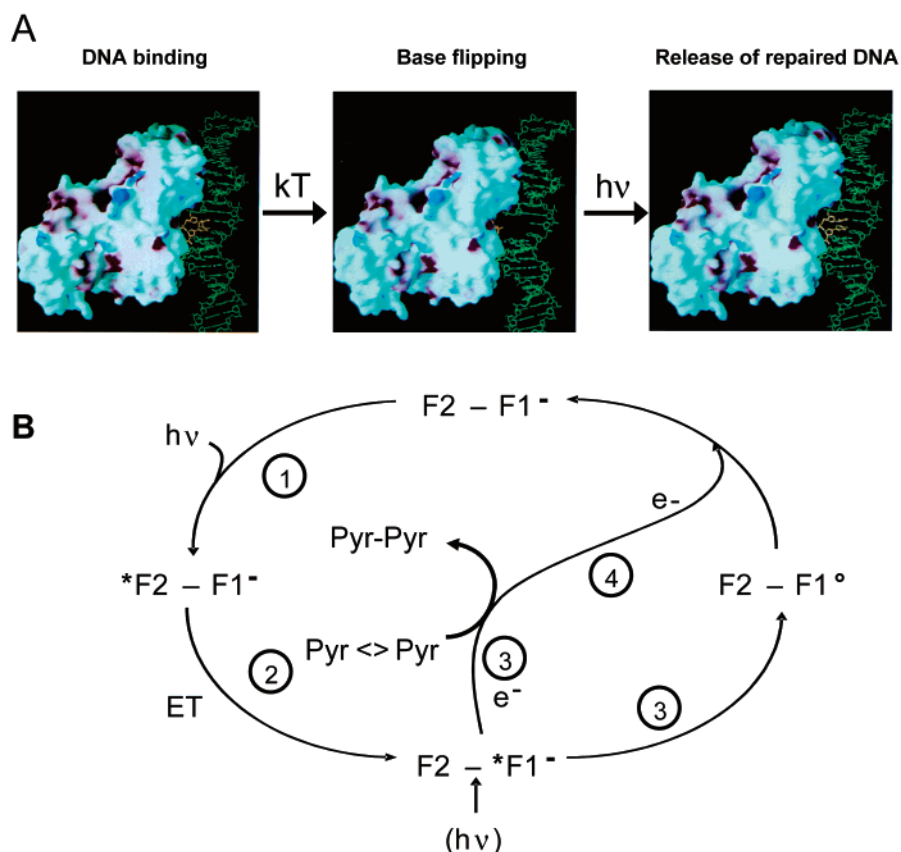 A
DNA binding
Base flipping
Release of repaired DNA
kT
hν
B
F2 – F1-
hν
1
e-
Pyr-Pyr
*F2 – F1-
4
F2 – F1°
Pyr <> Pyr
2
3
e-
3
ET
F2 – *F1-
(hν)